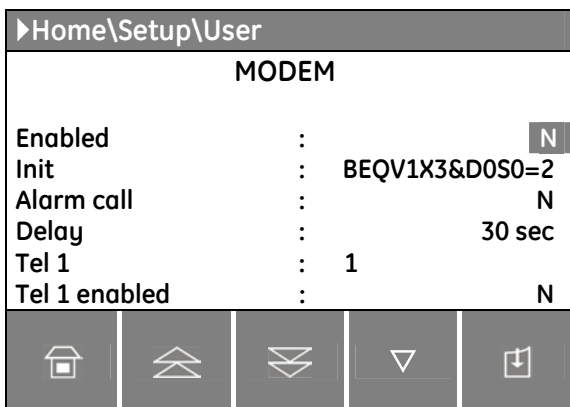 Home\Setup\User
MODEM
Enabled : N
Init : BEQV1X3&D0S0=2
Alarm call : N
Delay : 30 sec
Tel 1 : 1
Tel 1 enabled : N